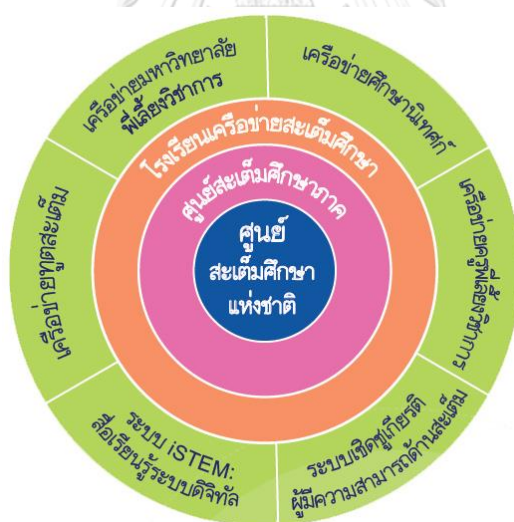 เครือข่ายมหาวิทยาลัย
พี่เลี้ยงวิชาการ
เครือข่ายศึกษานิเทศก์
เครือข่ายครูพี่เลี้ยงวิชาการ
ระบบเชิดชูเกียรติ
ผู้มีความสามารถด้านสะเต็ม
ระบบ iSTEM:
สื่อเรียนรู้ระบบดิจิทัล
เครือข่ายทูตสะเต็ม
โรงเรียนเครือข่ายสะเต็มศึกษา
ศูนย์สะเต็มศึกษาภาค
ศูนย์
สะเต็มศึกษา
แห่งชาติ